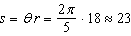 s = θr = 2π/5 · 18 ≈ 23